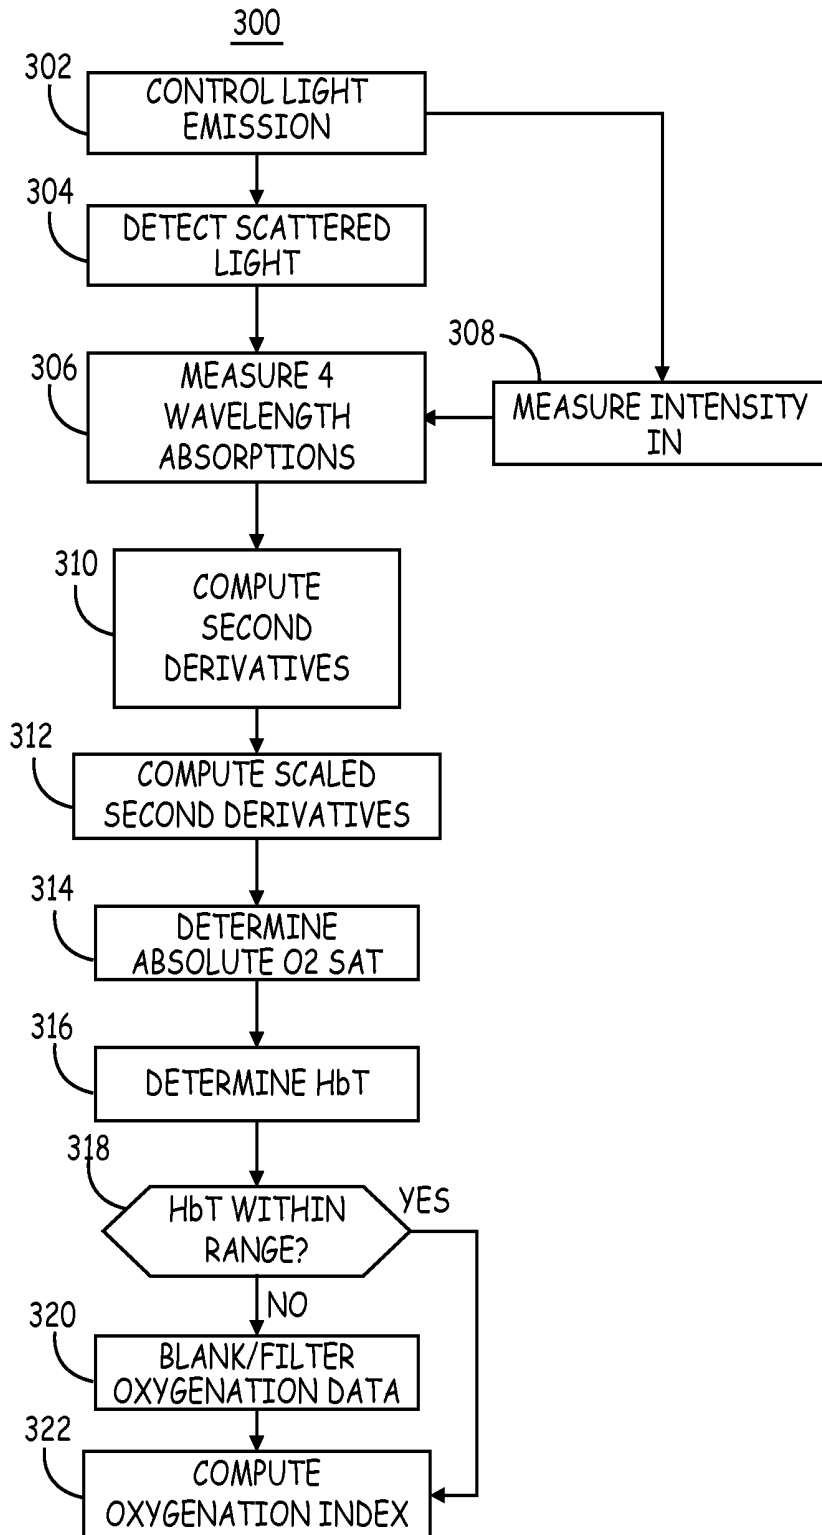 300
302
CONTROL LIGHT
EMISSION
304
DETECT SCATTERED
LIGHT
306
MEASURE 4
WAVELENGTH
ABSORPTIONS
308
MEASURE INTENSITY
IN
310
COMPUTE
SECOND
DERIVATIVES
312
COMPUTE SCALED
SECOND DERIVATIVES
314
DETERMINE
ABSOLUTE O2 SAT
316
DETERMINE HbT
318
HbT WITHIN
RANGE?
YES
NO
320
BLANK/FILTER
OXYGENATION DATA
322
COMPUTE
OXYGENATION INDEX